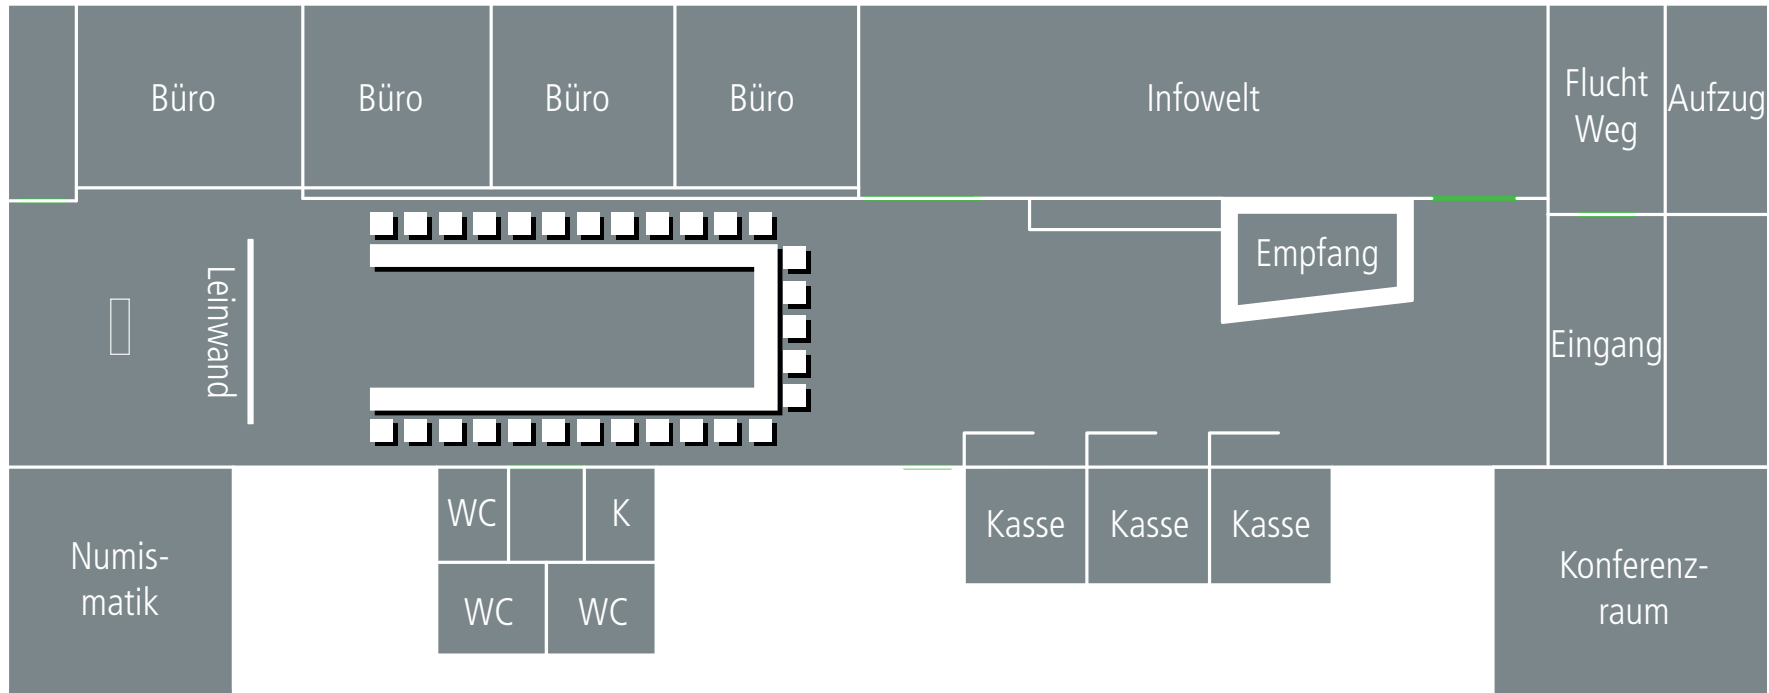 Büro
Büro
Büro
Büro
Infowelt
Flucht
Weg
Aufzug
Leinwand
Empfang
Eingang
WC
K
Kasse
Kasse
Kasse
Numis-
matik
WC
WC
Konferenz-
raum